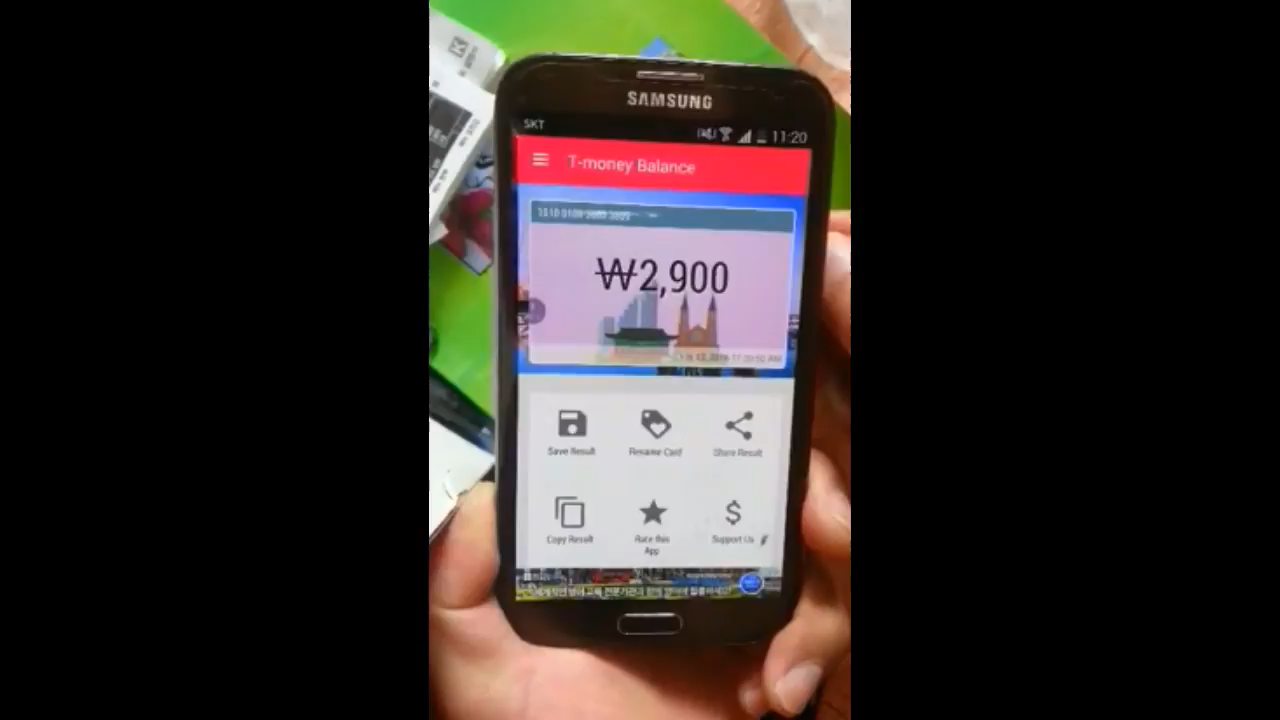 SAMSUNG
SKT
11:20
T-money Balance
₩2,900
Save Result
Rename Card
Share Result
Copy Result
Rate this
App
Support Us
K